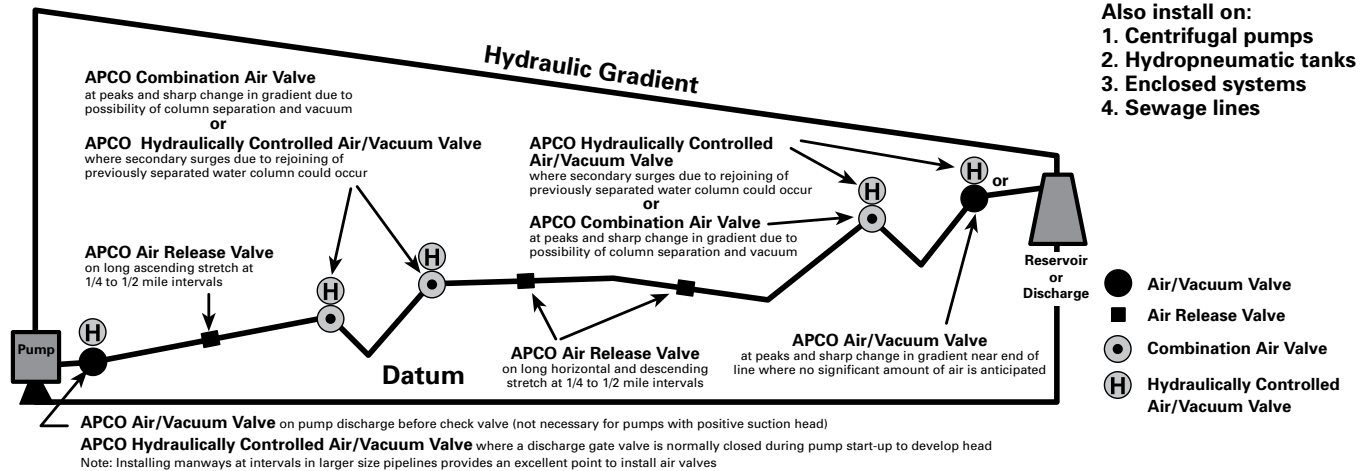 Also install on:
1. Centrifugal pumps
2. Hydropneumatic tanks
3. Enclosed systems
4. Sewage lines
Hydraulic Gradient
APCO Combination Air Valve
at peaks and sharp change in gradient due to
possibility of column separation and vacuum
or
APCO Hydraulically Controlled Air/Vacuum Valve
where secondary surges due to rejoining of
previously separated water column could occur
APCO Hydraulically Controlled
Air/Vacuum Valve
where secondary surges due to rejoining of
previously separated water column could occur
or
APCO Combination Air Valve
at peaks and sharp change in gradient due to
possibility of column separation and vacuum
H
or
H
APCO Air Release Valve
on long ascending stretch at
1/4 to 1/2 mile intervals
H
H
H
Pump
Datum
APCO Air Release Valve
on long horizontal and descending
stretch at 1/4 to 1/2 mile intervals
APCO Air/Vacuum Valve
at peaks and sharp change in gradient near end of
line where no significant amount of air is anticipated
Reservoir
or
Discharge
Air/Vacuum Valve
Air Release Valve
Combination Air Valve
H
Hydraulically Controlled
Air/Vacuum Valve
APCO Air/Vacuum Valve on pump discharge before check valve (not necessary for pumps with positive suction head)
APCO Hydraulically Controlled Air/Vacuum Valve where a discharge gate valve is normally closed during pump start-up to develop head
Note: Installing manways at intervals in larger size pipelines provides an excellent point to install air valves